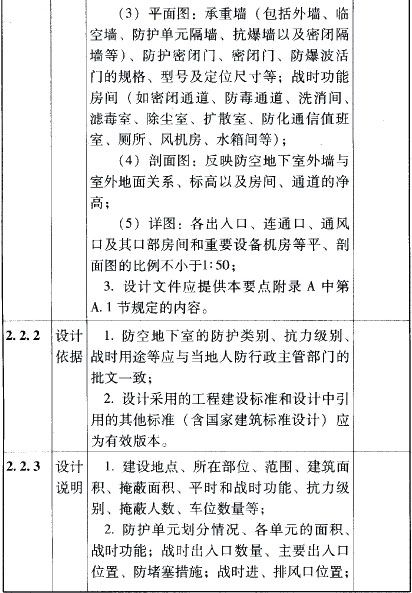 （3）平面图：承重墙（包括外墙、临
空墙、防护单元隔墙、抗爆墙以及密闭隔
墙等）、防护密闭门、密闭门、防爆波活
门的规格、型号及定位尺寸等；战时功能
房间（如密闭通道、防毒通道、洗消间、
滤毒室、除尘室、扩散室、防化通信值班
室、厕所、风机房、水箱间等）；
（4）剖面图：反映防空地下室外墙与
室外地面关系、标高以及房间、通道的净
高；
（5）详图：各出入口、连通口、通风
口及其口部房间和重要设备机房等平、剖
面图的比例不小于1:50；
3. 设计文件应提供本要点附录 A 中第
A.1 节规定的内容。
2.2.2 设计依据 1. 防空地下室的防护类别、抗力级别、
战时用途等应与当地人防行政主管部门的
批文一致；
2. 设计采用的工程建设标准和设计中引
用的其他标准（含国家建筑标准设计）应
为有效版本。
2.2.3 设计说明 1. 建设地点、所在部位、范围、建筑面
积、掩蔽面积、平时和战时功能、抗力级
别、掩蔽人数、车位数量等；
2. 防护单元划分情况、各单元的面积、
战时功能；战时出入口数量、主要出入口
位置、防堵塞措施；战时进、排风口位置；